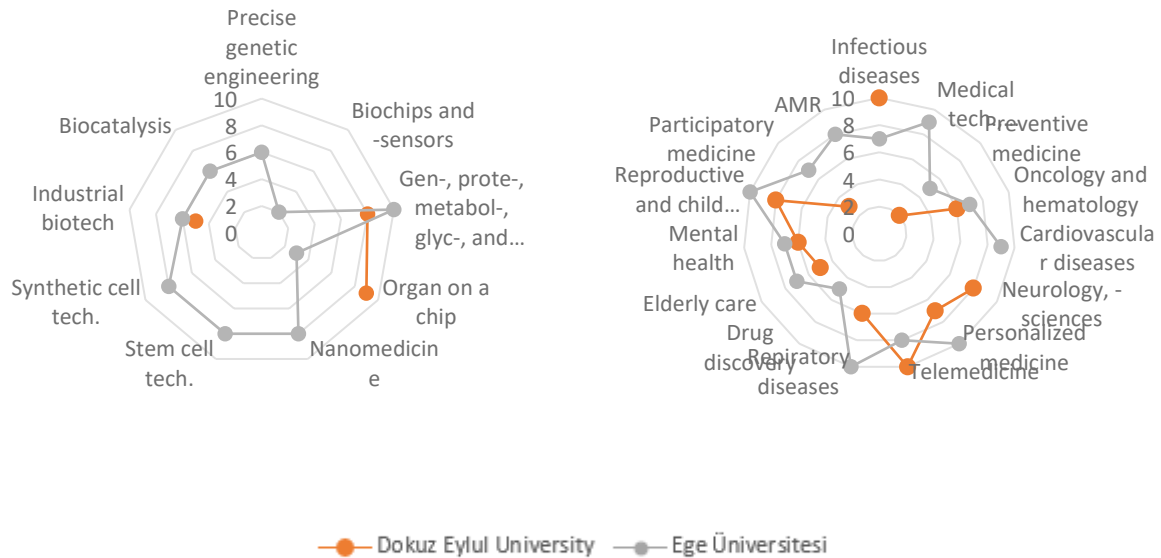 Precise
genetic
engineering
Biochips and
-sensors
Gen-, prote-,
metabol-,
glyc-, and...
Organ on a
chip
Nanomedicin
e
Stem cell
tech.
Synthetic cell
tech.
Industrial
biotech
Biocatalysis
10
8
6
4
2
0
Infectious
diseases
Medical
tech,...
Preventive
medicine
Oncology and
hematology
Cardiovascula
r diseases
Neurology, -
sciences
Personalized
medicine
Telemedicine
Repiratory
diseases
Drug
discovery
Elderly care
Mental
health
Reproductive
and child...
Participatory
medicine
AMR
10
8
6
4
2
0
Dokuz Eylul University
Ege Üniversitesi